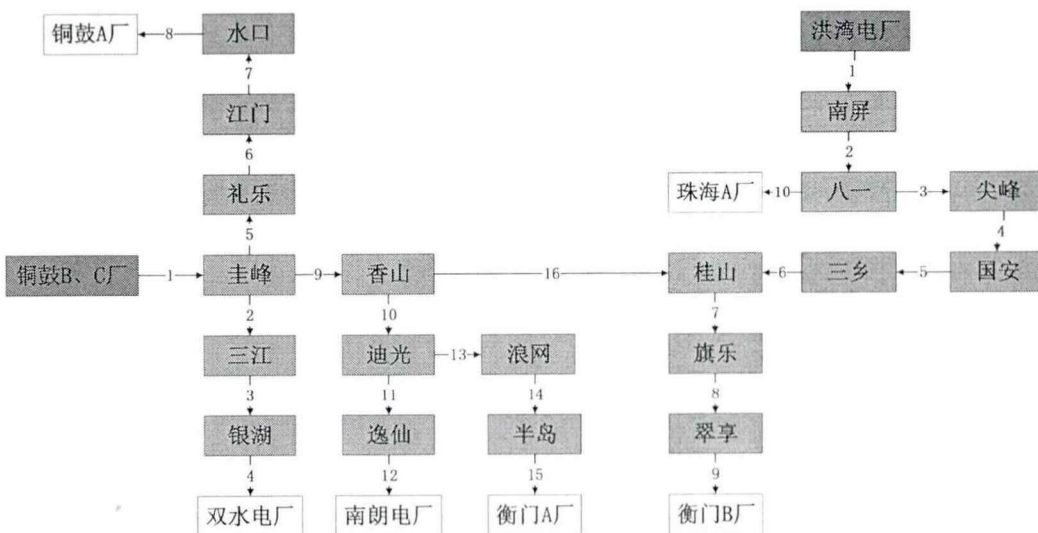 铜鼓A厂
8
水口
洪湾电厂
7
1
江门
南屏
6
2
礼乐
珠海A厂
10
八一
3
尖峰
5
4
铜鼓B、C厂
1
圭峰
9
香山
16
桂山
6
三乡
5
国安
2
10
7
三江
迪光
13
浪网
旗乐
3
11
14
8
银湖
逸仙
半岛
翠享
4
12
15
9
双水电厂
南朗电厂
衡门A厂
衡门B厂